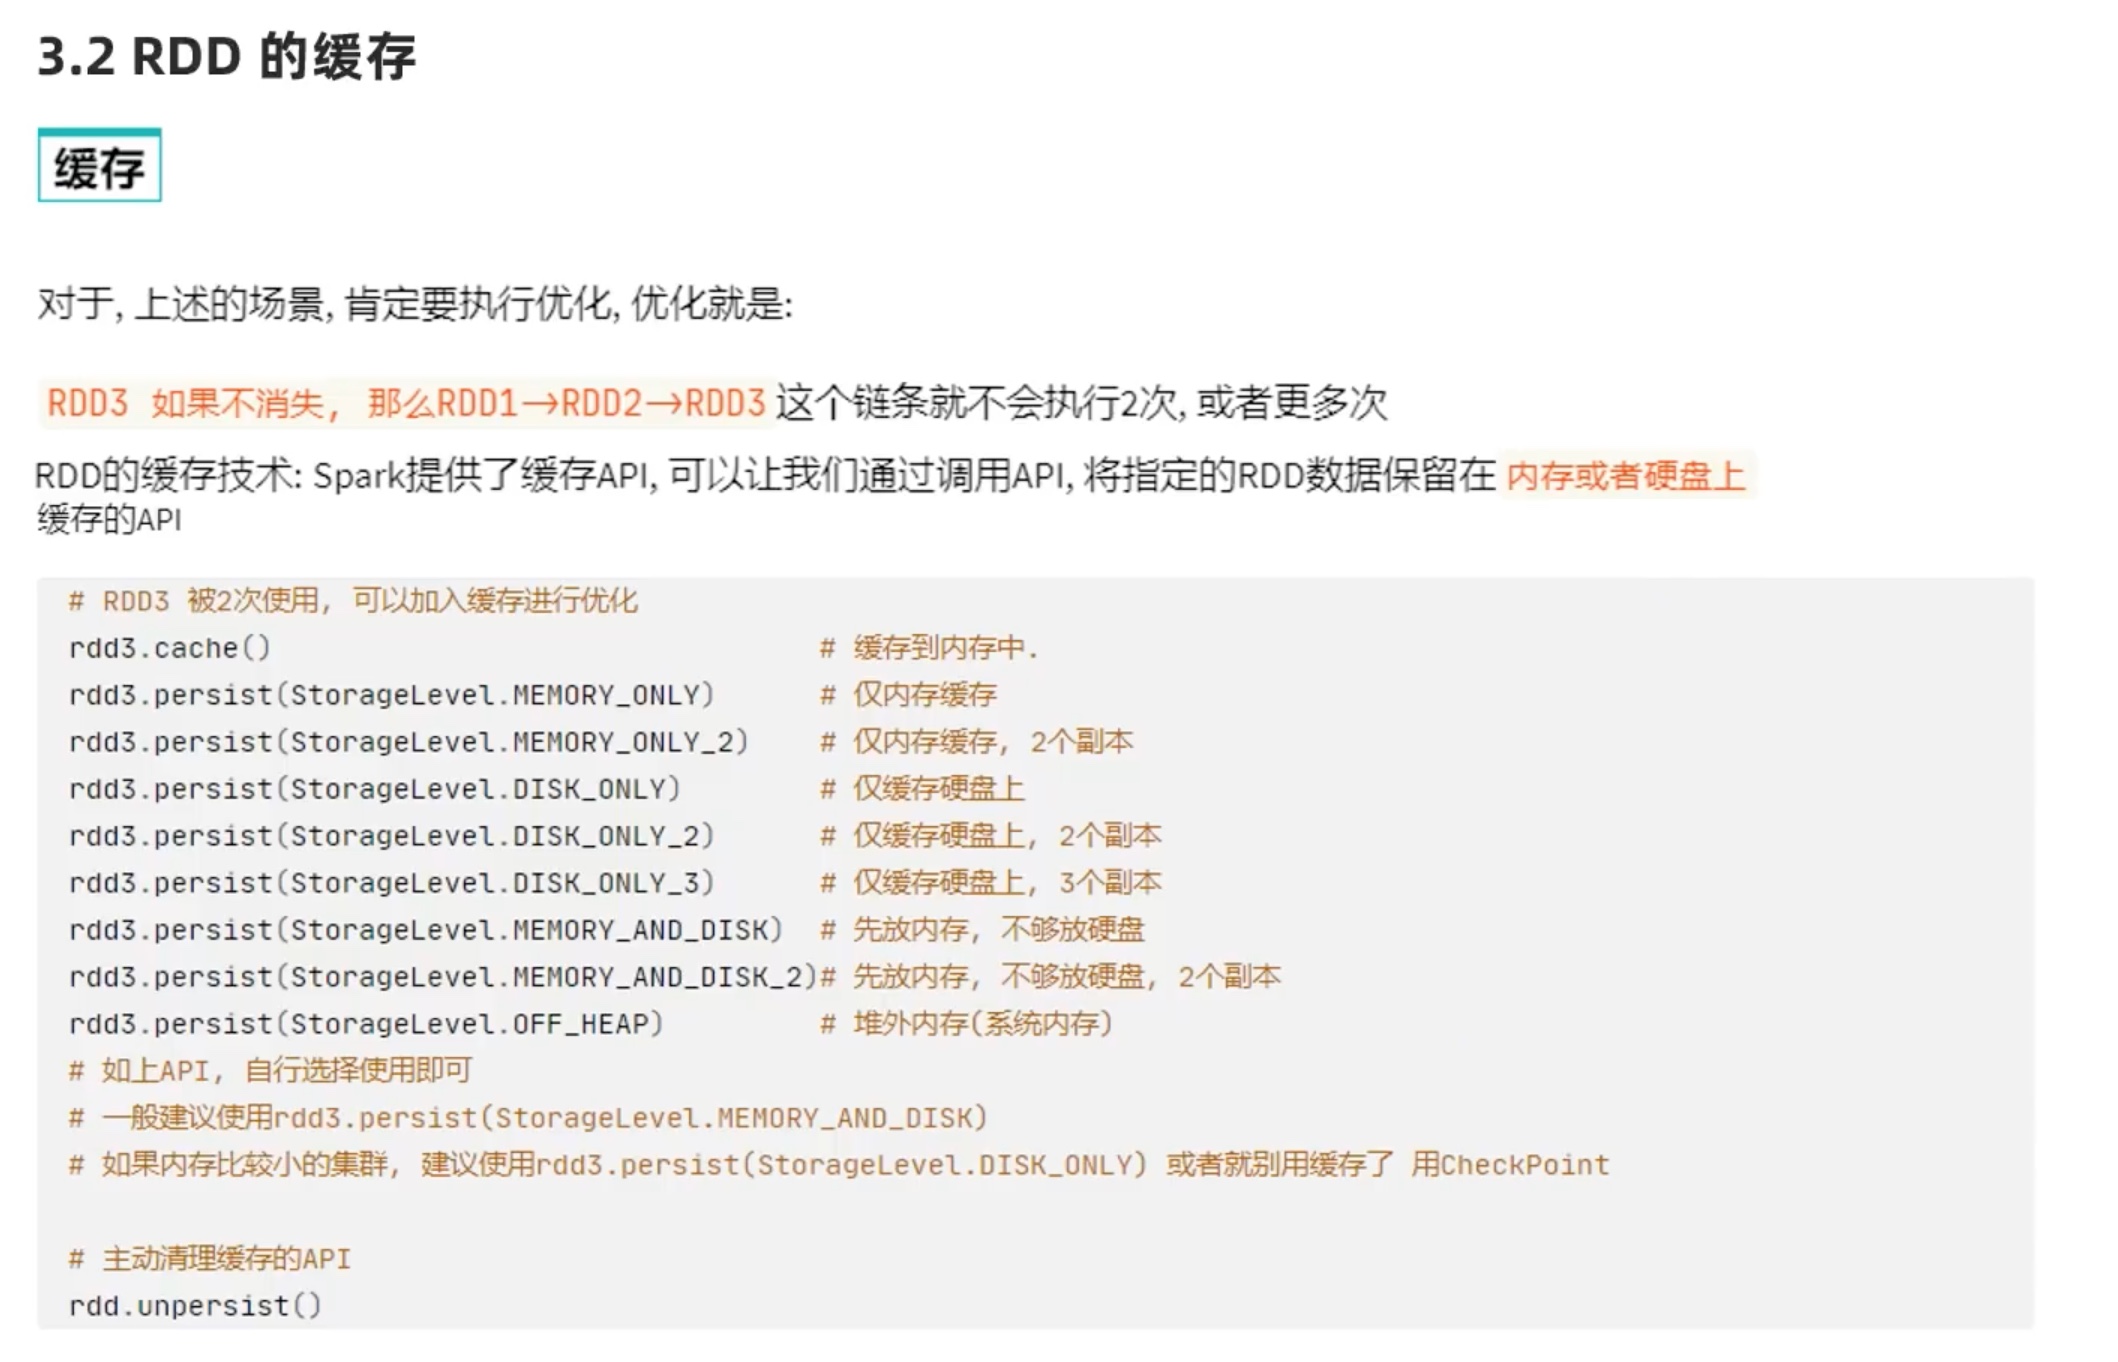 3.2 RDD 的缓存
缓存
对于, 上述的场景, 肯定要执行优化, 优化就是:
RDD3 如果不消失, 那么RDD1→RDD2→RDD3 这个链条就不会执行2次, 或者更多次
RDD的缓存技术: Spark提供了缓存API, 可以让我们通过调用API, 将指定的RDD数据保留在 内存或者硬盘上
缓存的API
# RDD3 被2次使用, 可以加入缓存进行优化
rdd3.cache() # 缓存到内存中.
rdd3.persist(StorageLevel.MEMORY_ONLY) # 仅内存缓存
rdd3.persist(StorageLevel.MEMORY_ONLY_2) # 仅内存缓存, 2个副本
rdd3.persist(StorageLevel.DISK_ONLY) # 仅缓存硬盘上
rdd3.persist(StorageLevel.DISK_ONLY_2) # 仅缓存硬盘上, 2个副本
rdd3.persist(StorageLevel.DISK_ONLY_3) # 仅缓存硬盘上, 3个副本
rdd3.persist(StorageLevel.MEMORY_AND_DISK) # 先放内存, 不够放硬盘
rdd3.persist(StorageLevel.MEMORY_AND_DISK_2)# 先放内存, 不够放硬盘, 2个副本
rdd3.persist(StorageLevel.OFF_HEAP) # 堆外内存(系统内存)
# 如上API, 自行选择使用即可
# 一般建议使用rdd3.persist(StorageLevel.MEMORY_AND_DISK)
# 如果内存比较小的集群, 建议使用rdd3.persist(StorageLevel.DISK_ONLY) 或者就别用缓存了 用CheckPoint
# 主动清理缓存的API
rdd.unpersist()